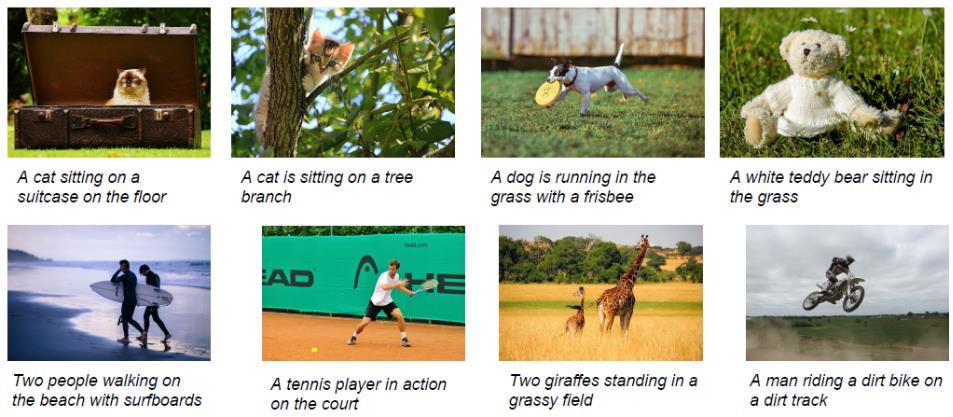 A cat sitting on a
suitcase on the floor
A cat is sitting on a tree
branch
A dog is running in the
grass with a frisbee
A white teddy bear sitting in
the grass
head.com
EAD
HEA
Two people walking on
the beach with surfboards
A tennis player in action
on the court
Two giraffes standing in a
grassy field
A man riding a dirt bike on
a dirt track